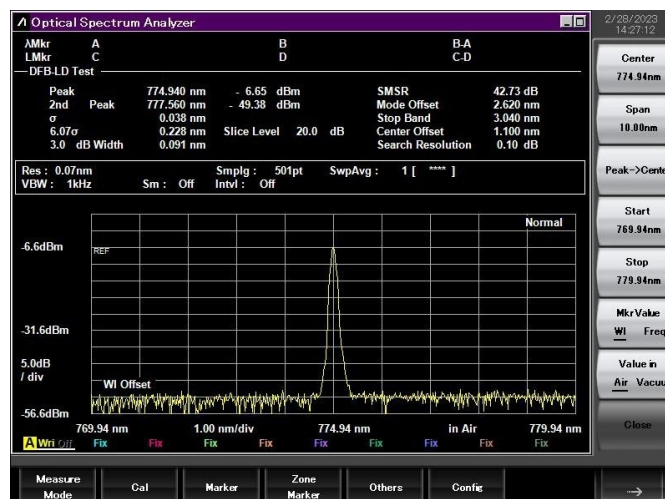 Optical Spectrum Analyzer
2/28/2023
14:27:12
λMkr A B B-A
LMkr C D C-D
DFB-LD Test
Peak 774.940 nm - 6.65 dBm SMSR 42.73 dB
2nd Peak 777.560 nm - 49.38 dBm Mode Offset 2.620 nm
σ 0.038 nm Stop Band 3.040 nm
6.07σ 0.228 nm Slice Level 20.0 dB Center Offset 1.100 nm
3.0 dB Width 0.091 nm Search Resolution 0.10 dB
Res : 0.07nm Smplg : 501pt SwpAvg : 1 [ **** ]
VBW : 1kHz Sm : Off Intvl : Off
Normal
-6.6dBm
REF
-31.6dBm
5.0dB
/ div
Wl Offset
-56.6dBm
769.94 nm 1.00 nm/div 774.94 nm in Air 779.94 nm
A Wri Off Fix Fix Fix Fix Fix Fix Fix Fix Fix
Center
774.94nm
Span
10.00nm
Peak->Cente
Start
769.94nm
Stop
779.94nm
Mkr Value
Wl Freq
Value in
Air Vacuu
Close
Measure
Mode
Cal
Marker
Zone
Marker
Others
Config